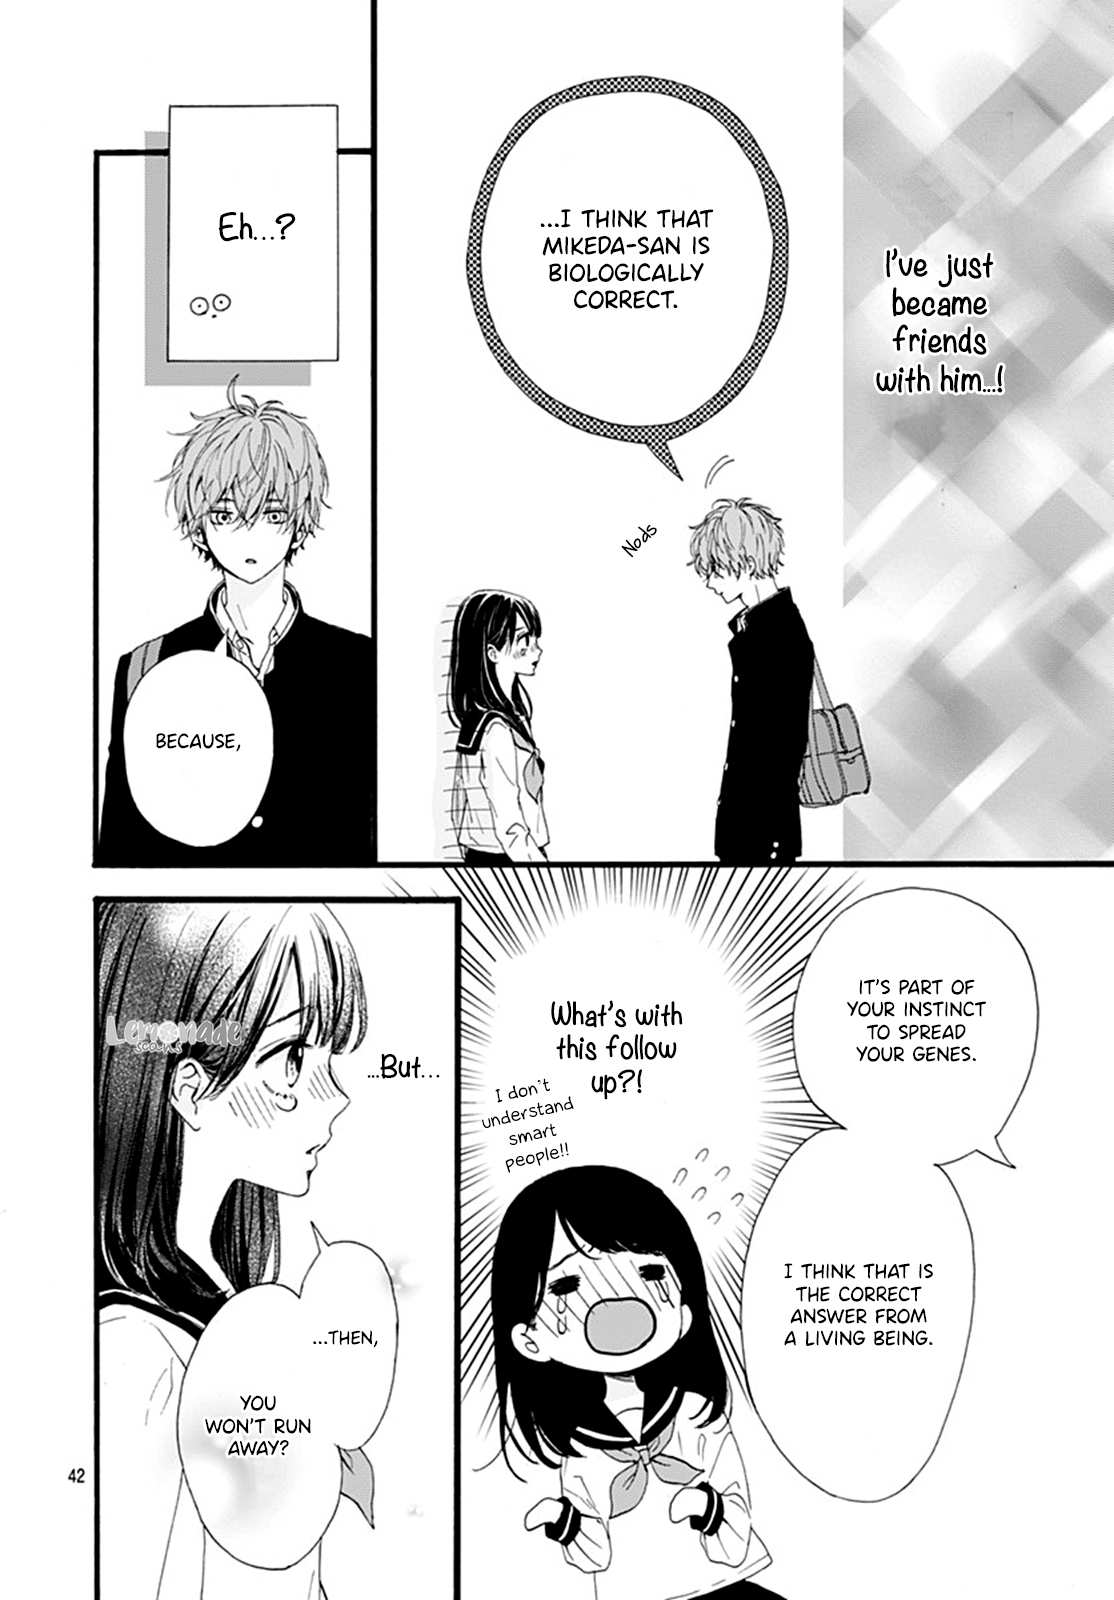 I've just
became
friends
with him...!
...I THINK THAT
MIKEDA-SAN IS
BIOLOGICALLY
CORRECT.
Nods
Eh...?
BECAUSE,
IT'S PART OF
YOUR INSTINCT
TO SPREAD
YOUR GENES.
I THINK THAT IS
THE CORRECT
ANSWER FROM
A LIVING BEING.
What's with
this follow
up?!
I don't
understand
smart
people!!
...But...
...THEN,
YOU
WON'T RUN
AWAY?
Lemonade
scans
42